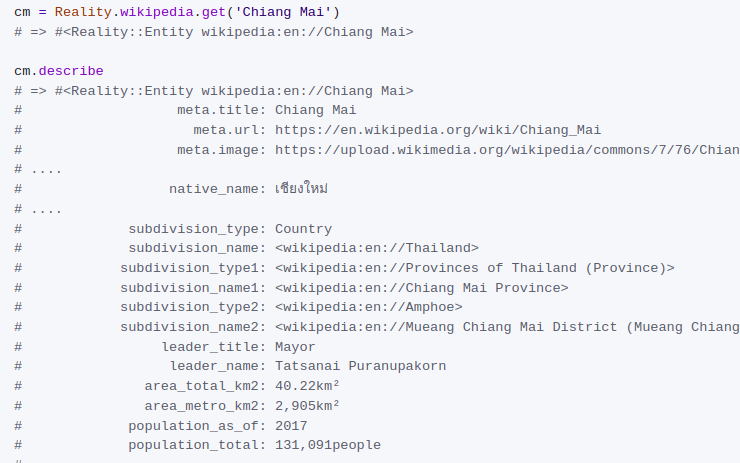 cm = Reality.wikipedia.get('Chiang Mai')
# => #<Reality::Entity wikipedia:en://Chiang Mai>
cm.describe
# => #<Reality::Entity wikipedia:en://Chiang Mai>
# meta.title: Chiang Mai
# meta.url: https://en.wikipedia.org/wiki/Chiang_Mai
# meta.image: https://upload.wikimedia.org/wikipedia/commons/7/76/Chian
# ....
# native_name: เชียงใหม่
# ....
# subdivision_type: Country
# subdivision_name: <wikipedia:en://Thailand>
# subdivision_type1: <wikipedia:en://Provinces of Thailand (Province)>
# subdivision_name1: <wikipedia:en://Chiang Mai Province>
# subdivision_type2: <wikipedia:en://Amphoe>
# subdivision_name2: <wikipedia:en://Mueang Chiang Mai District (Mueang Chiang
# leader_title: Mayor
# leader_name: Tatsanai Puranupakorn
# area_total_km2: 40.22km²
# area_metro_km2: 2,905km²
# population_as_of: 2017
# population_total: 131,091people
#